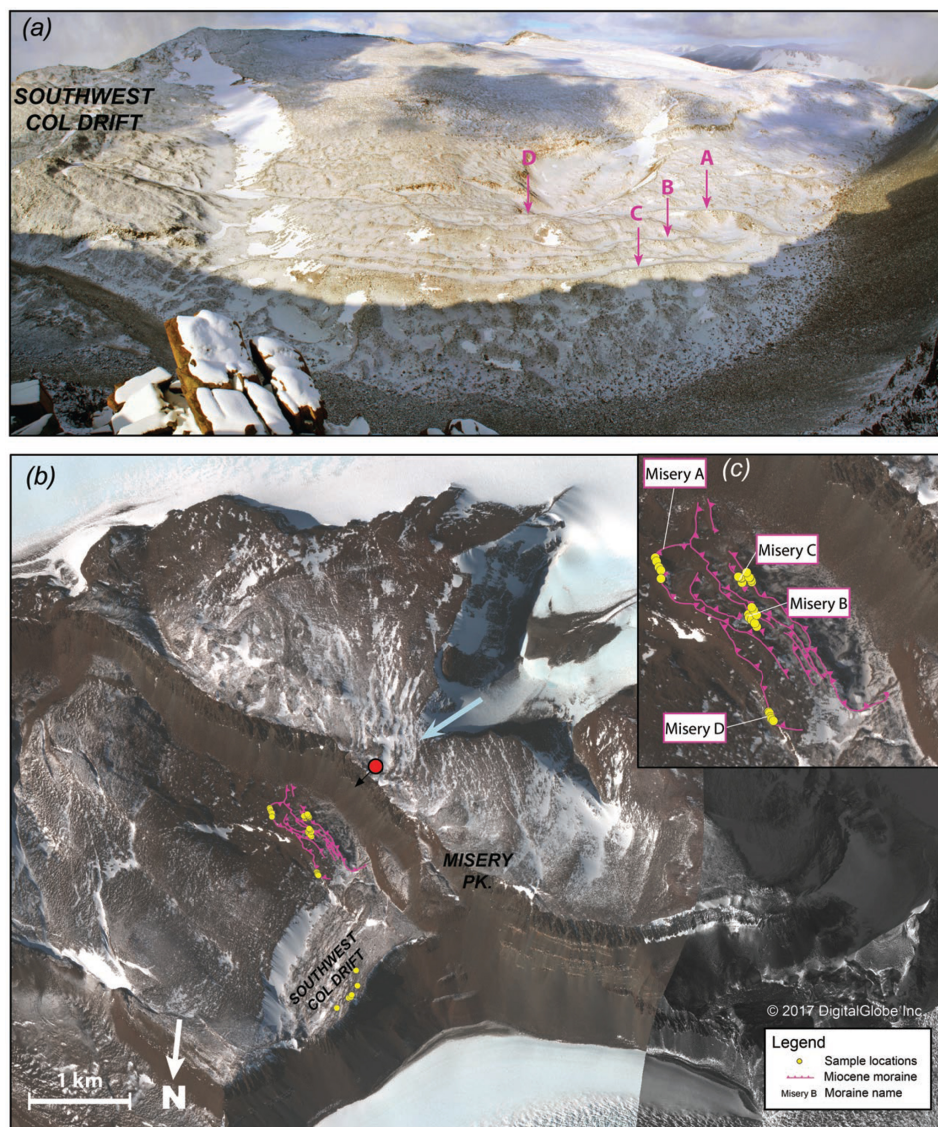 (a)
SOUTHWEST
COL DRIFT
D
A
B
C
(b)
(c)
Misery A
Misery C
Misery B
Misery D
MISERY
PK.
SOUTHWEST
COL DRIFT
1 km
N
© 2017 DigitalGlobe Inc.
Legend
Sample locations
Miocene moraine
Misery B Moraine name